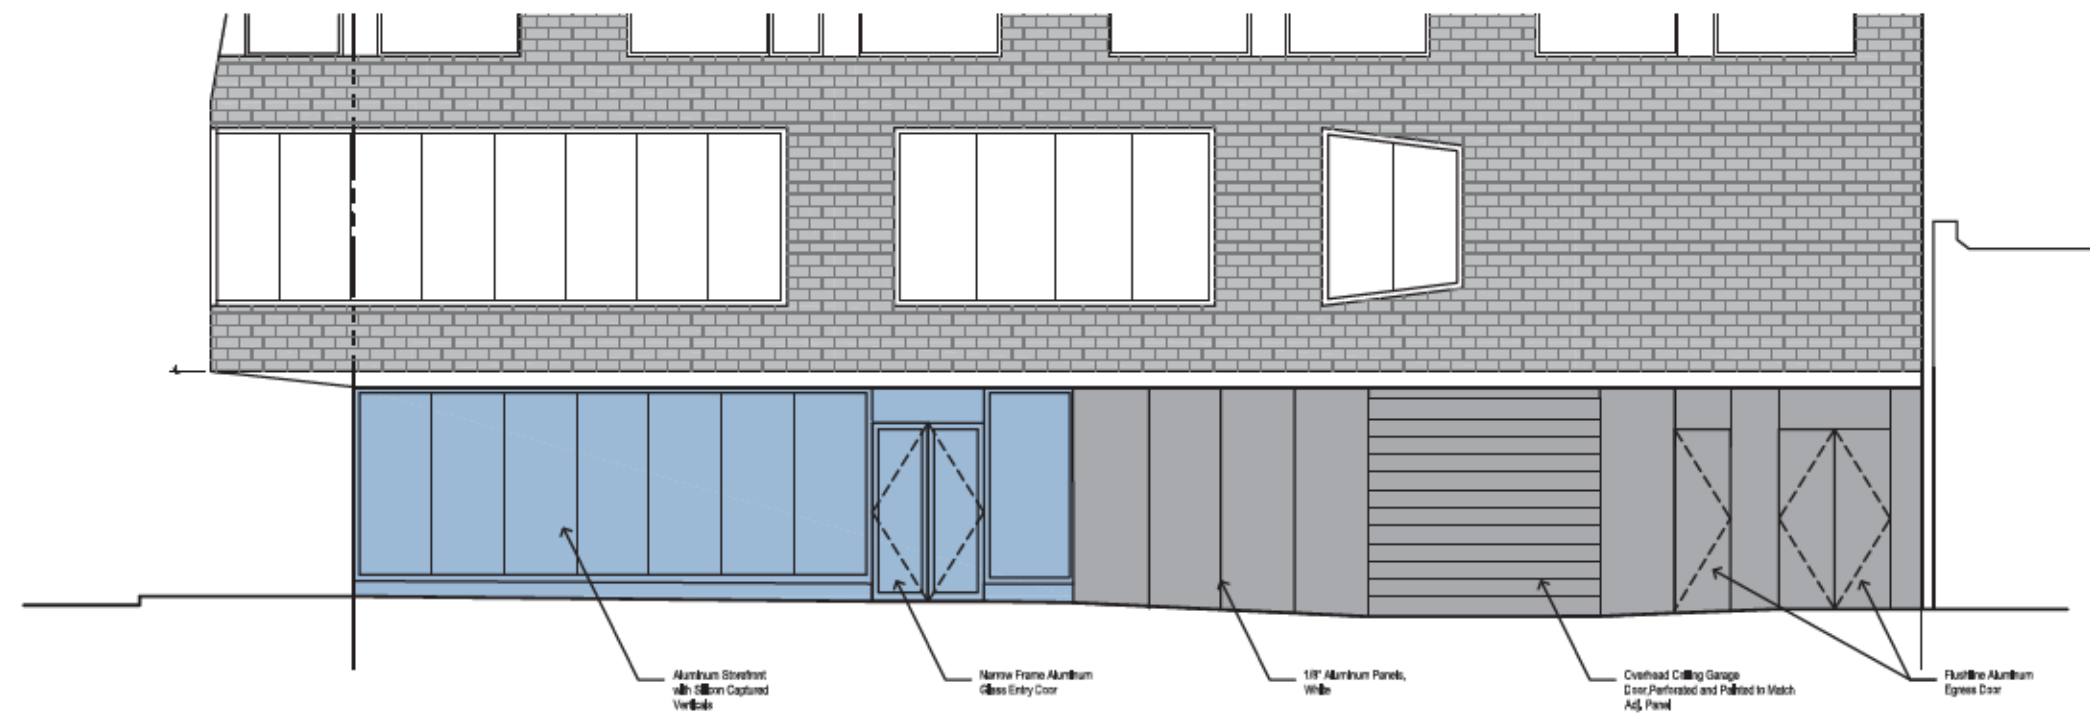 Aluminum Storefront
with Silicon Captured
Verticals
Narrow Frame Aluminum
Glass Entry Door
1/8" Aluminum Panels,
White
Overhead Coiling Garage
Door,Perforated and Painted to Match
Adj. Panel
Flushline Aluminum
Egress Door